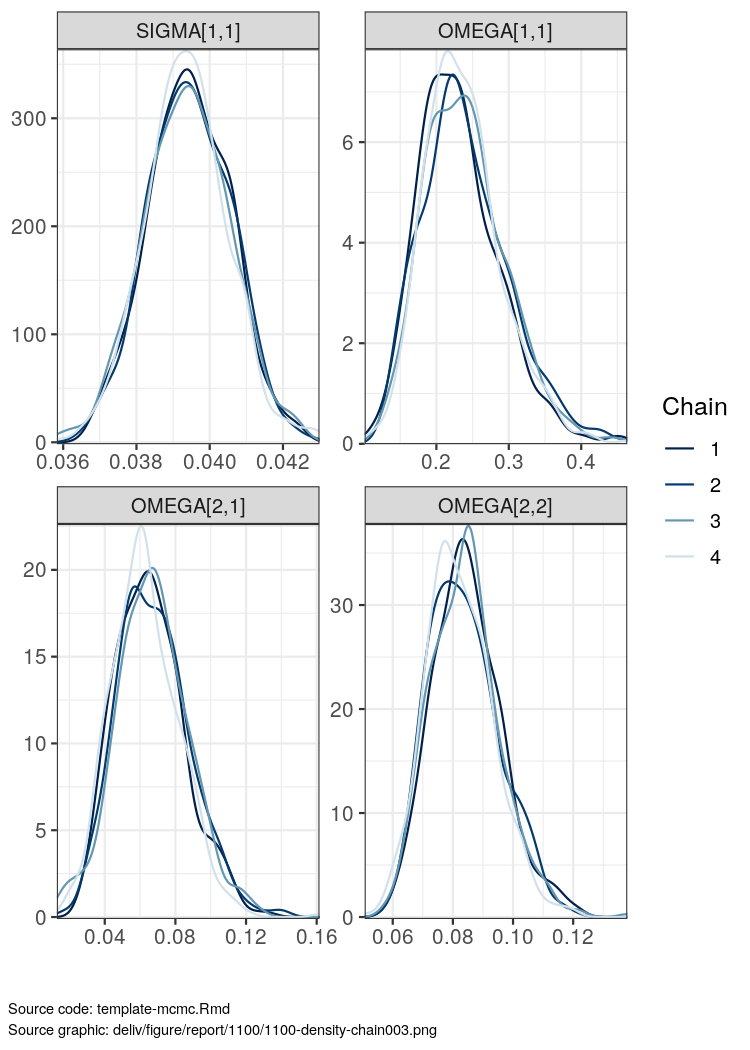 SIGMA[1,1]
OMEGA[1,1]
300
200
100
0
0.036 0.038 0.040 0.042
6
4
2
0
0.2 0.3 0.4
OMEGA[2,1]
OMEGA[2,2]
20
15
10
5
0
0.04 0.08 0.12 0.16
30
20
10
0
0.06 0.08 0.10 0.12
Chain
1
2
3
4
Source code: template-mcmc.Rmd
Source graphic: deliv/figure/report/1100/1100-density-chain003.png